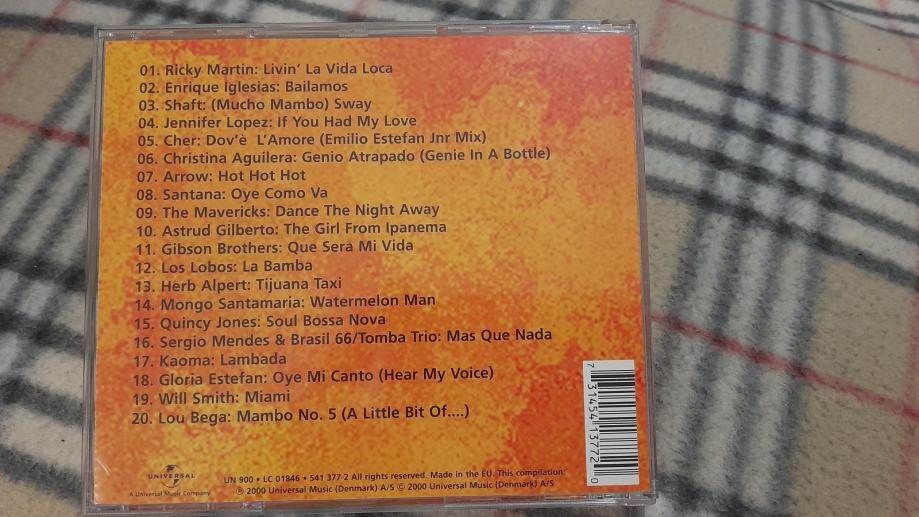 01. Ricky Martin: Livin' La Vida Loca
02. Enrique Iglesias: Bailamos
03. Shaft: (Mucho Mambo) Sway
04. Jennifer Lopez: If You Had My Love
05. Cher: Dov'è L'Amore (Emilio Estefan Jnr Mix)
06. Christina Aguilera: Genio Atrapado (Genie In A Bottle)
07. Arrow: Hot Hot Hot
08. Santana: Oye Como Va
09. The Mavericks: Dance The Night Away
10. Astrud Gilberto: The Girl From Ipanema
11. Gibson Brothers: Que Sera Mi Vida
12. Los Lobos: La Bamba
13. Herb Alpert: Tijuana Taxi
14. Mongo Santamaria: Watermelon Man
15. Quincy Jones: Soul Bossa Nova
16. Sergio Mendes & Brasil 66/Tomba Trio: Mas Que Nada
17. Kaoma: Lambada
18. Gloria Estefan: Oye Mi Canto (Hear My Voice)
19. Will Smith: Miami
20. Lou Bega: Mambo No. 5 (A Little Bit Of....)
7 31454 13772 0
UNIVERSAL
A Universal Music Company
UN 900 • LC 01846 • 541 377-2 All rights reserved. Made in the EU. This compilation:
℗ 2000 Universal Music (Denmark) A/S © 2000 Universal Music (Denmark) A/S